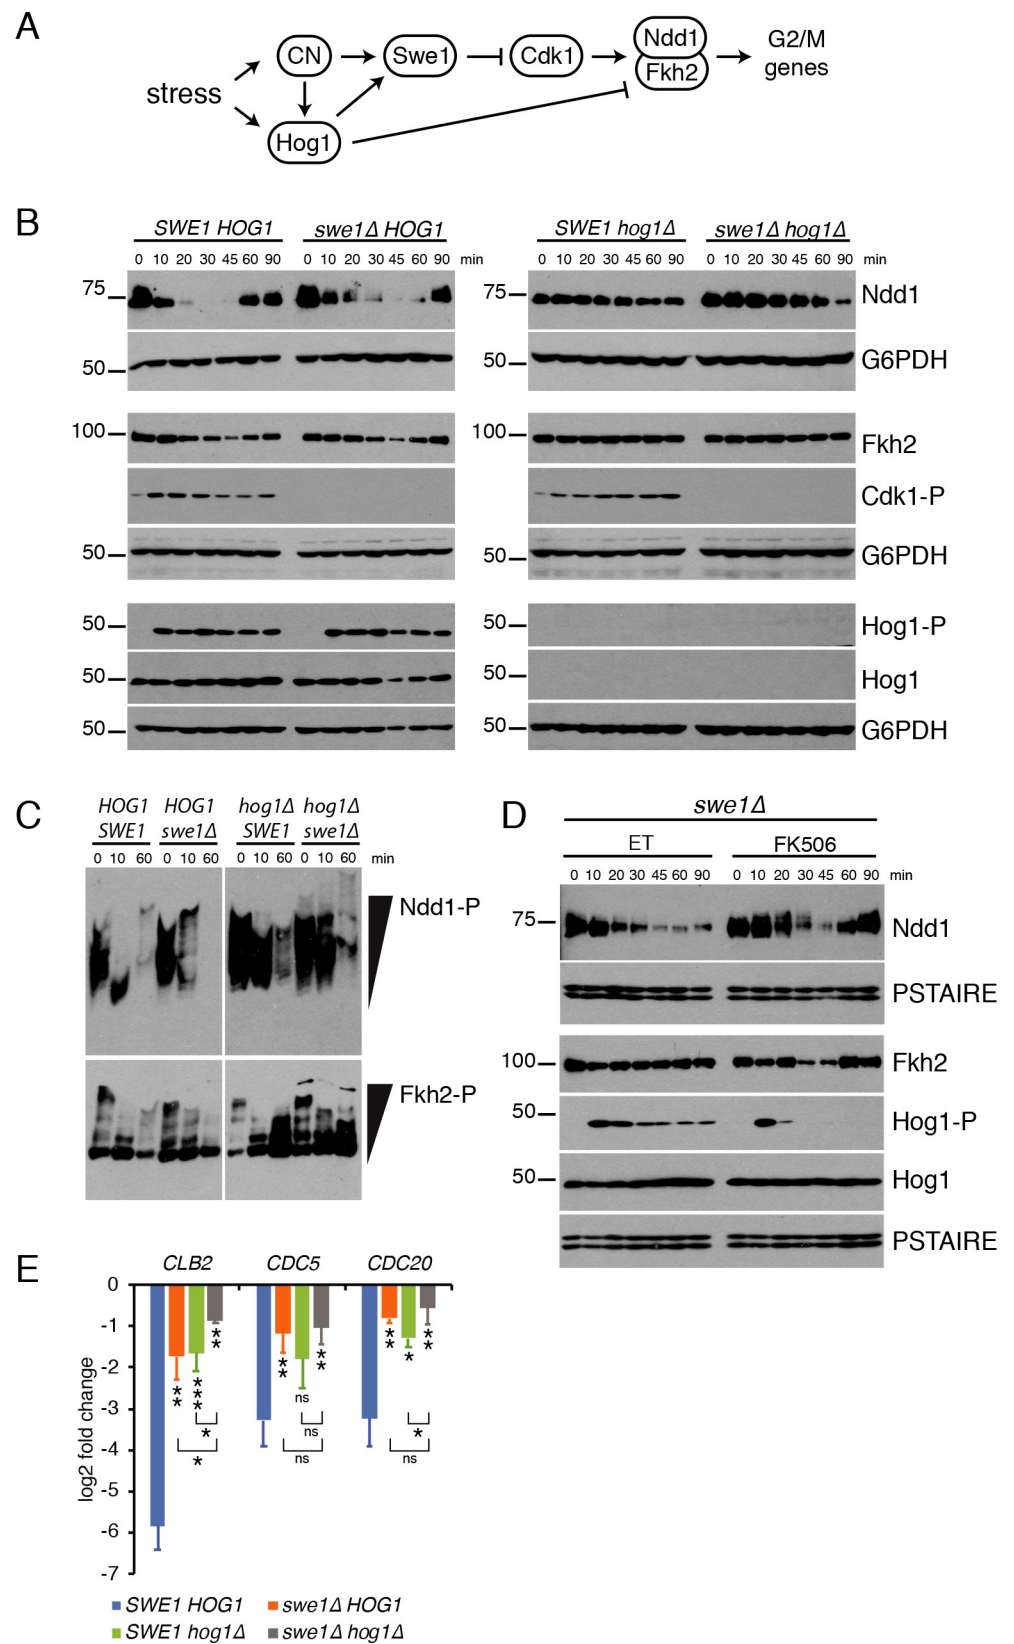 A
stress
CN
Hog1
Swe1
Cdk1
Ndd1
Fkh2
G2/M
genes
B
SWE1 HOG1 swe1Δ HOG1 SWE1 hog1Δ swe1Δ hog1Δ
0 10 20 30 45 60 90 0 10 20 30 45 60 90 min 0 10 20 30 45 60 90 0 10 20 30 45 60 90 min
75 75 Ndd1
50 50 G6PDH
100 100 Fkh2
Cdk1-P
50 50 G6PDH
50 50 Hog1-P
50 50 Hog1
50 50 G6PDH
C
HOG1 HOG1 hog1Δ hog1Δ
SWE1 swe1Δ SWE1 swe1Δ
0 10 60 0 10 60 0 10 60 0 10 60 min
Ndd1-P
Fkh2-P
D
swe1Δ
ET FK506
0 10 20 30 45 60 90 0 10 20 30 45 60 90 min
75 Ndd1
PSTAIRE
100 Fkh2
50 Hog1-P
50 Hog1
PSTAIRE
E
CLB2 CDC5 CDC20
log2 fold change
0
-1
-2
-3
-4
-5
-6
-7
** *** ** * *
** ns ** ns ns
** * ** * ns
SWE1 HOG1 swe1Δ HOG1
SWE1 hog1Δ swe1Δ hog1Δ